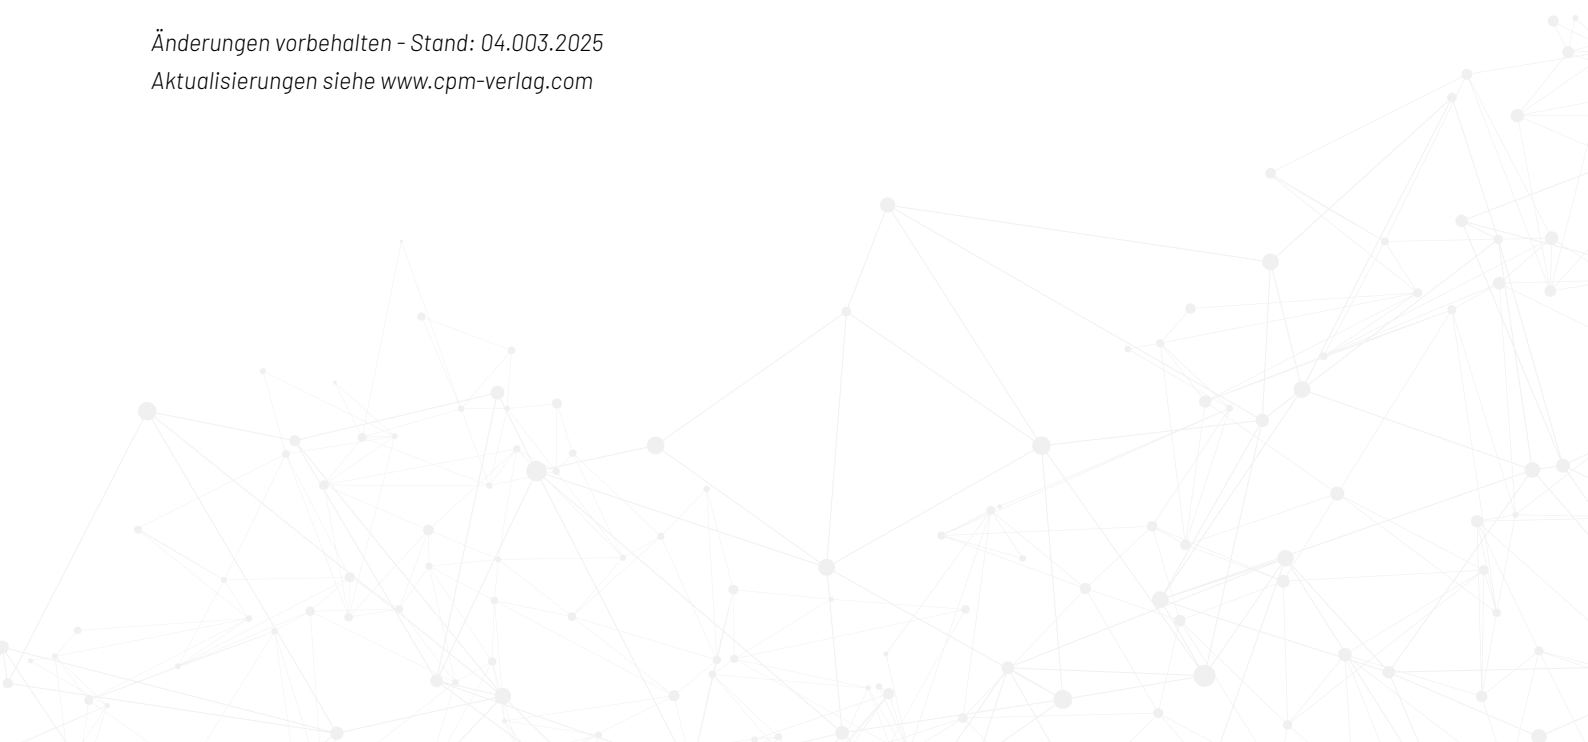 Änderungen vorbehalten - Stand: 04.003.2025
Aktualisierungen siehe www.cpm-verlag.com